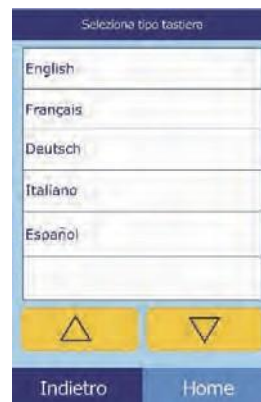 Seleziona tipo tastiera
English
Français
Deutsch
Italiano
Español
Indietro
Home